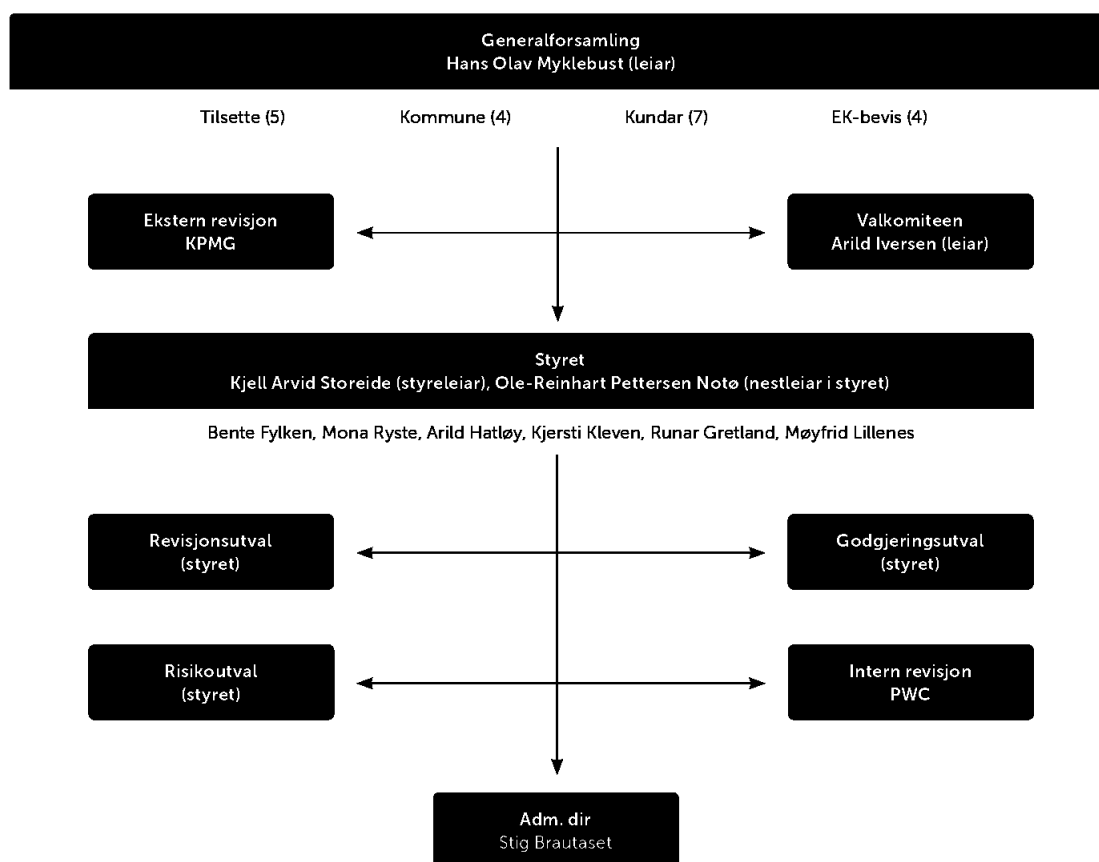 Generalforsamling
Hans Olav Myklebust (leiar)
Tilsette (5) Kommune (4) Kundar (7) EK-bevis (4)
Ekstern revisjon
KPMG
Valkomiteen
Arild Iversen (leiar)
Styret
Kjell Arvid Storeide (styreleiar), Ole-Reinhart Pettersen Notø (nestleiar i styret)
Bente Fylken, Mona Ryste, Arild Hatløy, Kjersti Kleven, Runar Gretland, Møyfrid Lillenes
Revisjonsutval
(styret)
Godgjeringsutval
(styret)
Risikoutval
(styret)
Intern revisjon
PWC
Adm. dir
Stig Brautaset